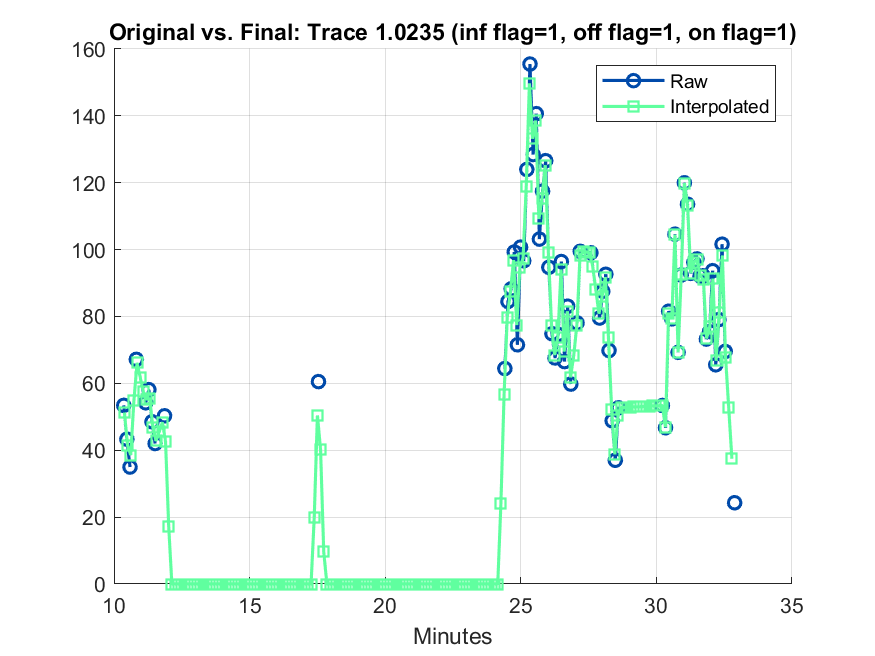 Original vs. Final: Trace 1.0235 (inf flag=1, off flag=1, on flag=1)
160
140
120
100
80
60
40
20
0
Raw
Interpolated
10 15 20 25 30 35
Minutes